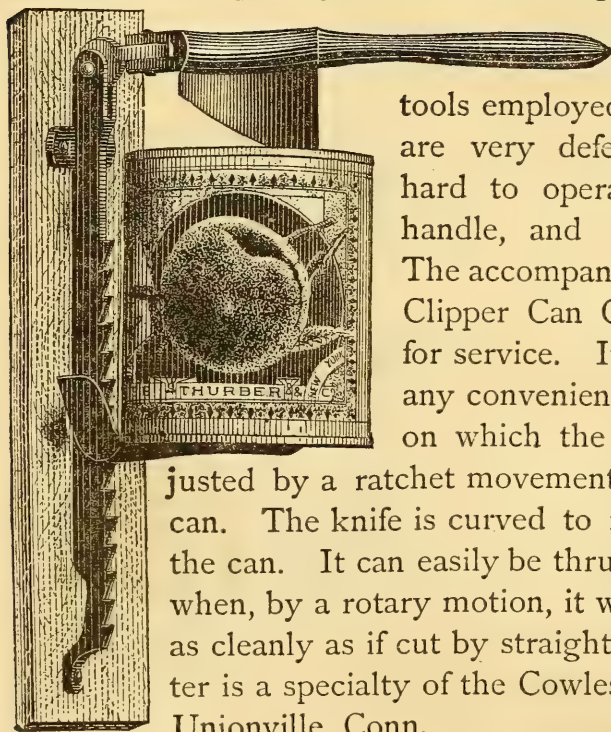 tools employed
are very defe
hard to opera
handle, and
The accompan
Clipper Can C
for service. I
any convenien
on which the
THURBER & C
NEW YORK
justed by a ratchet movement
can. The knife is curved to
the can. It can easily be thru
when, by a rotary motion, it w
as cleanly as if cut by straight
ter is a specialty of the Cowles
Unionville, Conn.